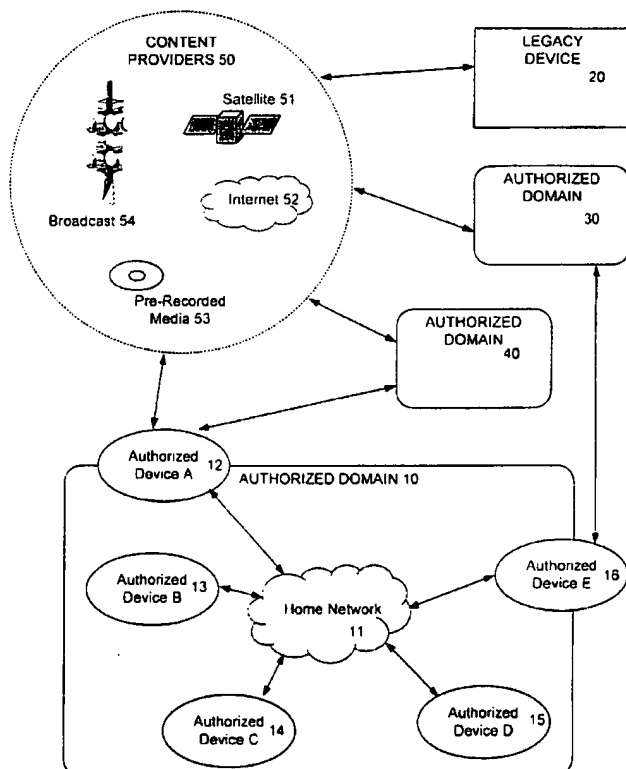 CONTENT
PROVIDERS 50
Satellite 51
Internet 52
Broadcast 54
Pre-Recorded
Media 53
LEGACY
DEVICE
20
AUTHORIZED
DOMAIN
30
AUTHORIZED
DOMAIN
40
Authorized
Device A
12
AUTHORIZED DOMAIN 10
Authorized
Device B
13
Home Network
11
Authorized
Device E
16
Authorized
Device C
14
Authorized
Device D
15